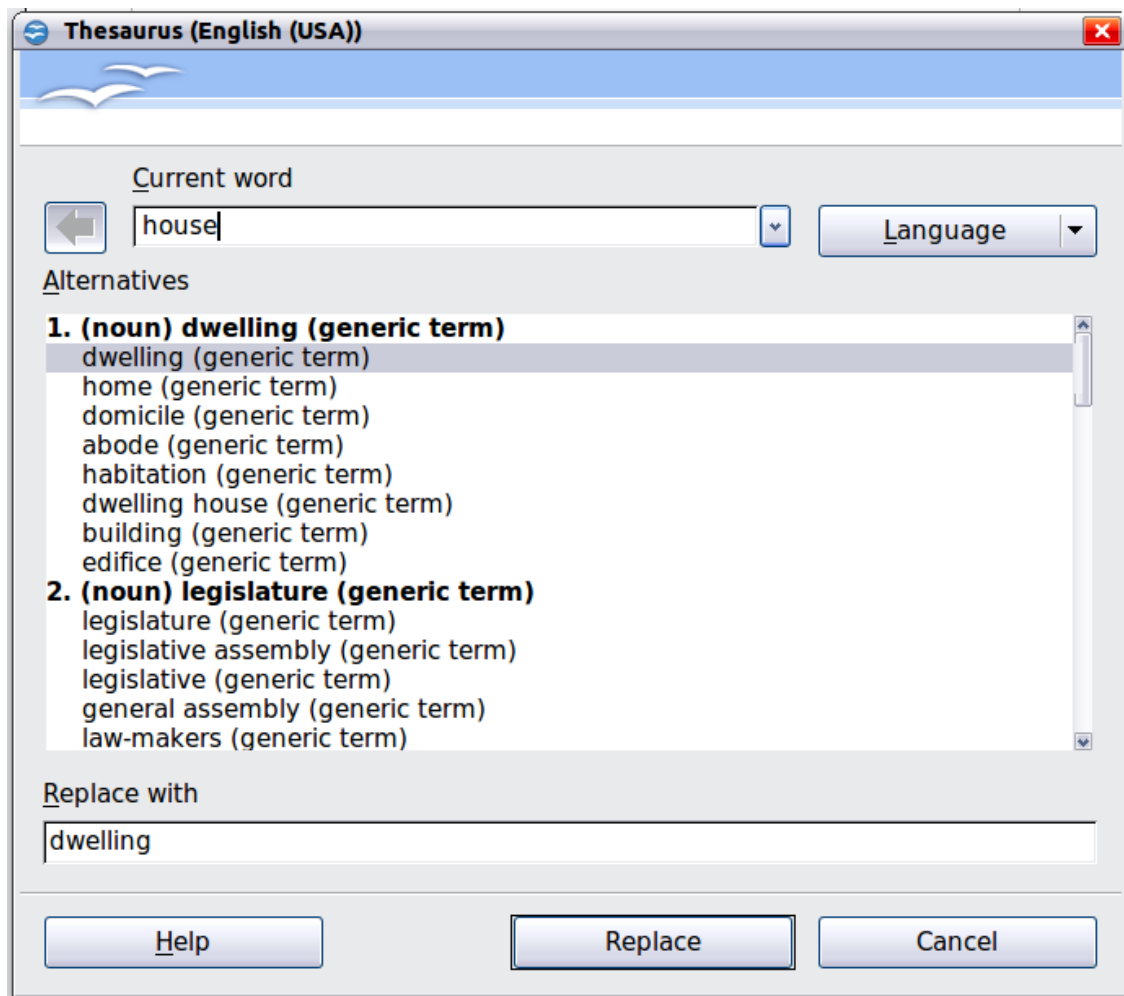 Thesaurus (English (USA))
Current word
house
Language
Alternatives
1. (noun) dwelling (generic term)
dwelling (generic term)
home (generic term)
domicile (generic term)
abode (generic term)
habitation (generic term)
dwelling house (generic term)
building (generic term)
edifice (generic term)
2. (noun) legislature (generic term)
legislature (generic term)
legislative assembly (generic term)
legislative (generic term)
general assembly (generic term)
law-makers (generic term)
Replace with
dwelling
Help Replace Cancel